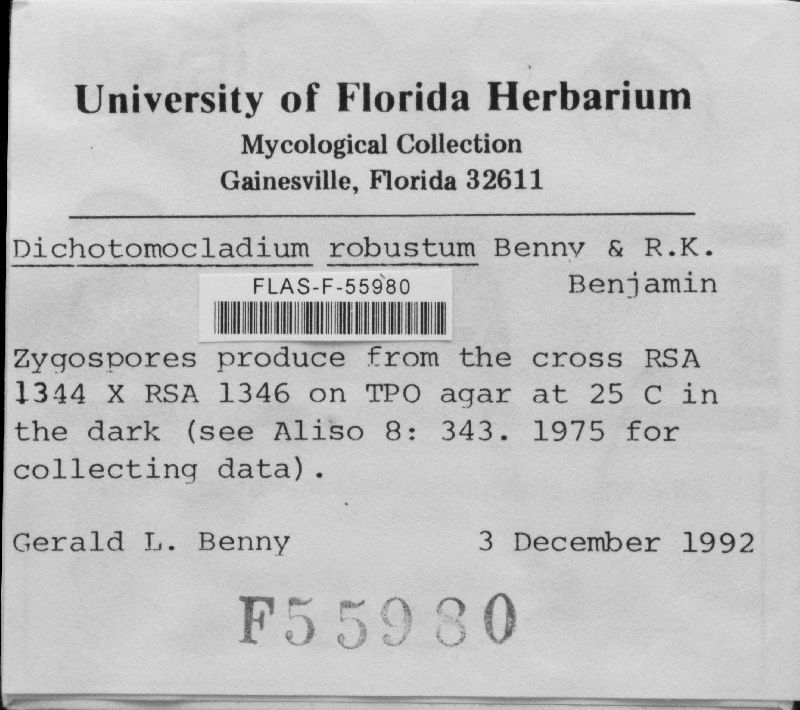 University of Florida Herbarium
Mycological Collection
Gainesville, Florida 32611
Dichotomocladium robustum Benny & R.K.
Benjamin
FLAS-F-55980
Zygospores produce from the cross RSA
1344 X RSA 1346 on TPO agar at 25 C in
the dark (see Aliso 8: 343. 1975 for
collecting data).
Gerald L. Benny 3 December 1992
F55980